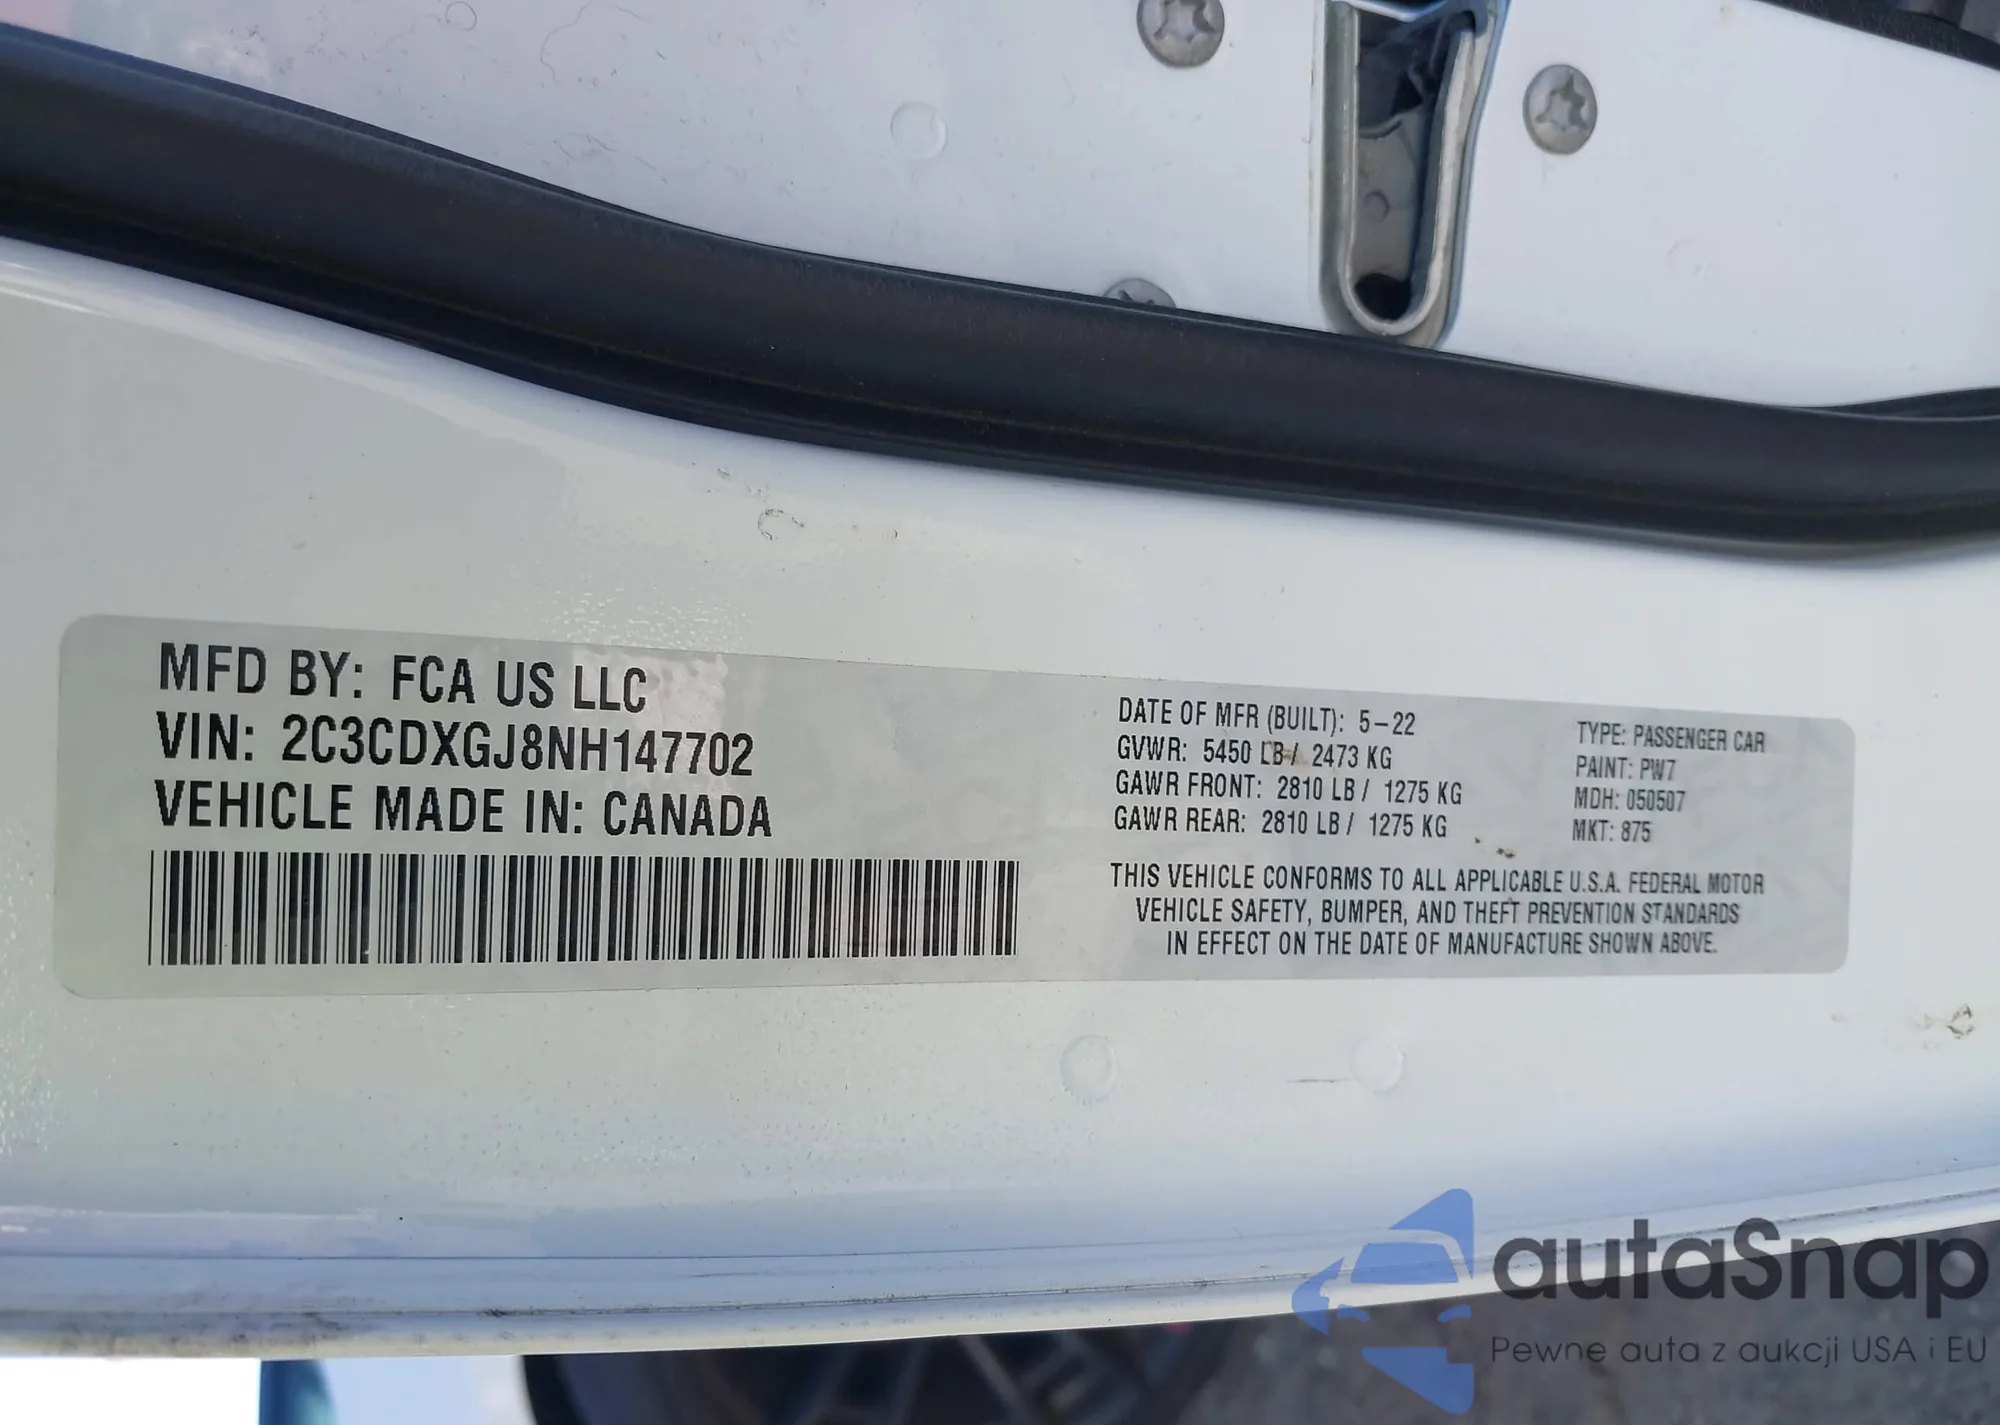 MFD BY: FCA US LLC
VIN: 2C3CDXGJ8NH147702
VEHICLE MADE IN: CANADA
DATE OF MFR (BUILT): 5-22
GVWR: 5450 LB / 2473 KG
GAWR FRONT: 2810 LB / 1275 KG
GAWR REAR: 2810 LB / 1275 KG
TYPE: PASSENGER CAR
PAINT: PW7
MDH: 050507
MKT: 875
THIS VEHICLE CONFORMS TO ALL APPLICABLE U.S.A. FEDERAL MOTOR
VEHICLE SAFETY, BUMPER, AND THEFT PREVENTION STANDARDS
IN EFFECT ON THE DATE OF MANUFACTURE SHOWN ABOVE.
autaSnap
Pewne auta z aukcji USA i EU